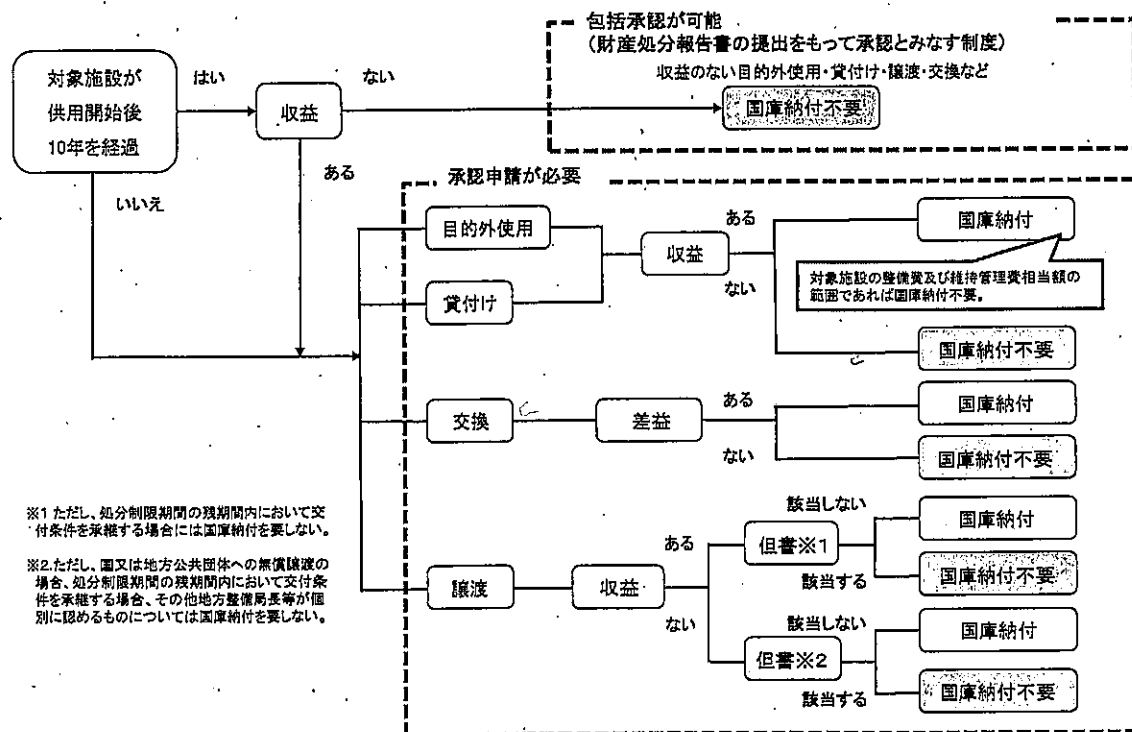 包括承認が可能
(財産処分報告書の提出をもって承認とみなす制度)
収益のない目的外使用・貸付け・譲渡・交換など
国庫納付不要
対象施設が
供用開始後
10年を経過
はい
収益
ない
ある
いいえ
承認申請が必要
目的外使用
貸付け
収益
ある
国庫納付
対象施設の整備費及び維持管理費相当額の
範囲であれば国庫納付不要。
ない
国庫納付不要
交換
差益
ある
国庫納付
ない
国庫納付不要
譲渡
収益
ある
但書※1
該当しない
国庫納付
該当する
国庫納付不要
ない
但書※2
該当しない
国庫納付
該当する
国庫納付不要
※1 ただし、処分制限期間の残期間内において交
付条件を承継する場合には国庫納付を要しない。
※2.ただし、国又は地方公共団体への無償譲渡の
場合、処分制限期間の残期間内において交付条
件を承継する場合、その他地方整備局長等が個
別に認めるものについては国庫納付を要しない。